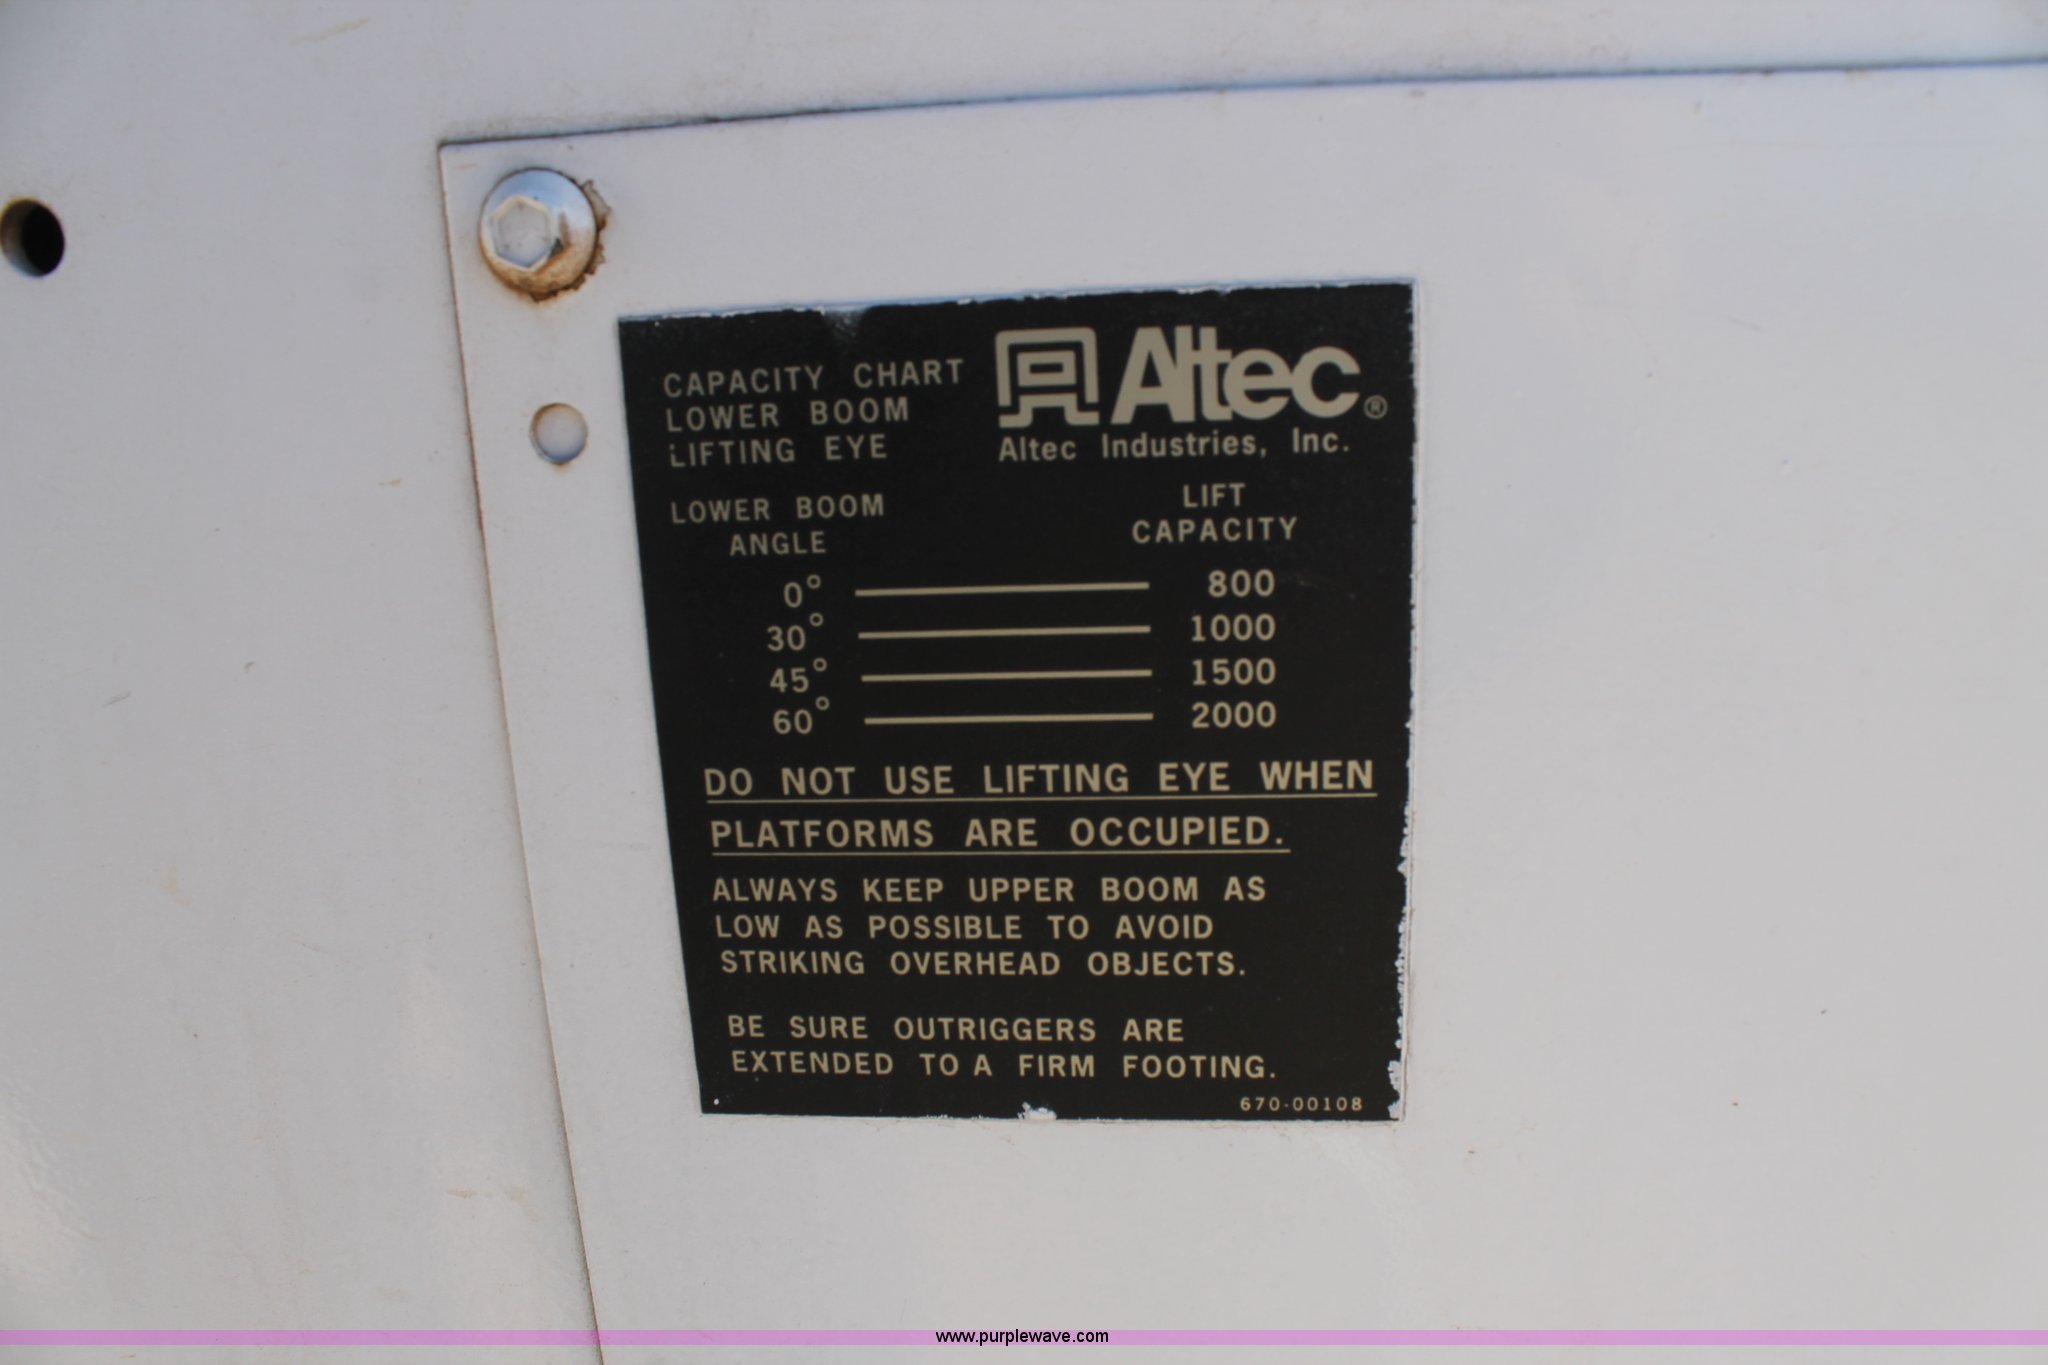 CAPACITY CHART
LOWER BOOM
LIFTING EYE
Altec®
Altec Industries, Inc.
LOWER BOOM
ANGLE
LIFT
CAPACITY
0° 800
30° 1000
45° 1500
60° 2000
DO NOT USE LIFTING EYE WHEN
PLATFORMS ARE OCCUPIED.
ALWAYS KEEP UPPER BOOM AS
LOW AS POSSIBLE TO AVOID
STRIKING OVERHEAD OBJECTS.
BE SURE OUTRIGGERS ARE
EXTENDED TO A FIRM FOOTING.
670-00108
www.purplewave.com